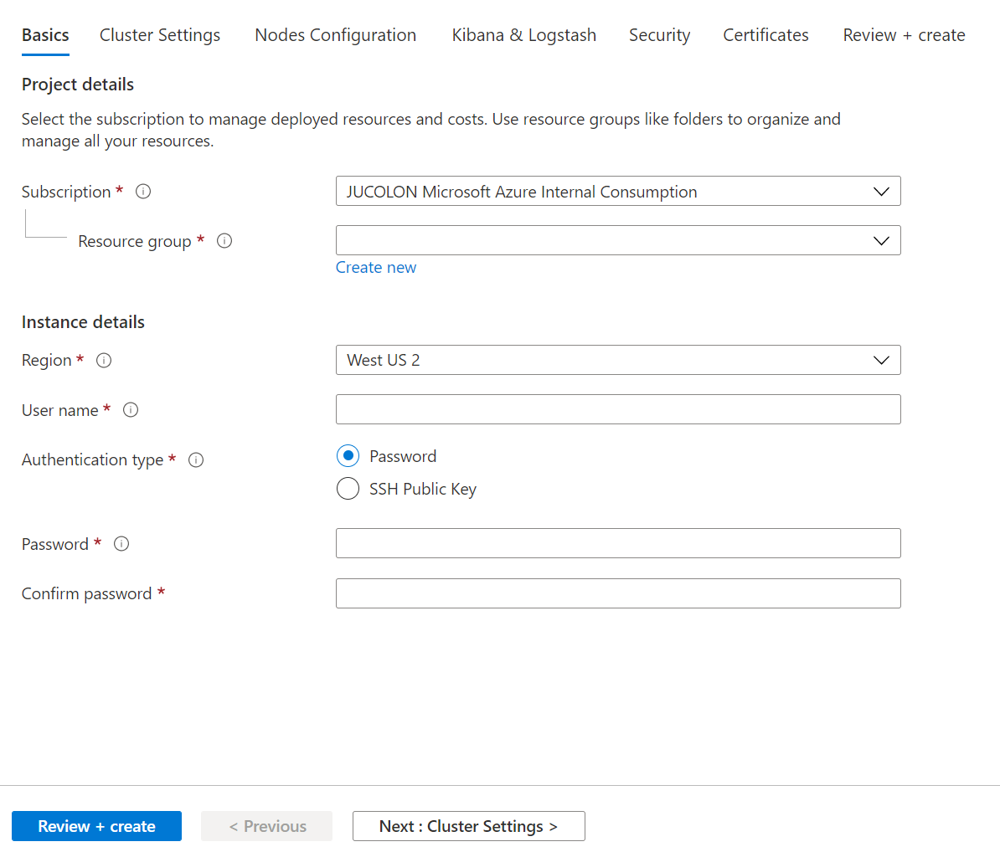 Basics Cluster Settings Nodes Configuration Kibana & Logstash Security Certificates Review + create
Project details
Select the subscription to manage deployed resources and costs. Use resource groups like folders to organize and
manage all your resources.
Subscription * JUCOLON Microsoft Azure Internal Consumption
Resource group *
Create new
Instance details
Region * West US 2
User name *
Authentication type * Password
SSH Public Key
Password *
Confirm password *
Review + create < Previous Next : Cluster Settings >